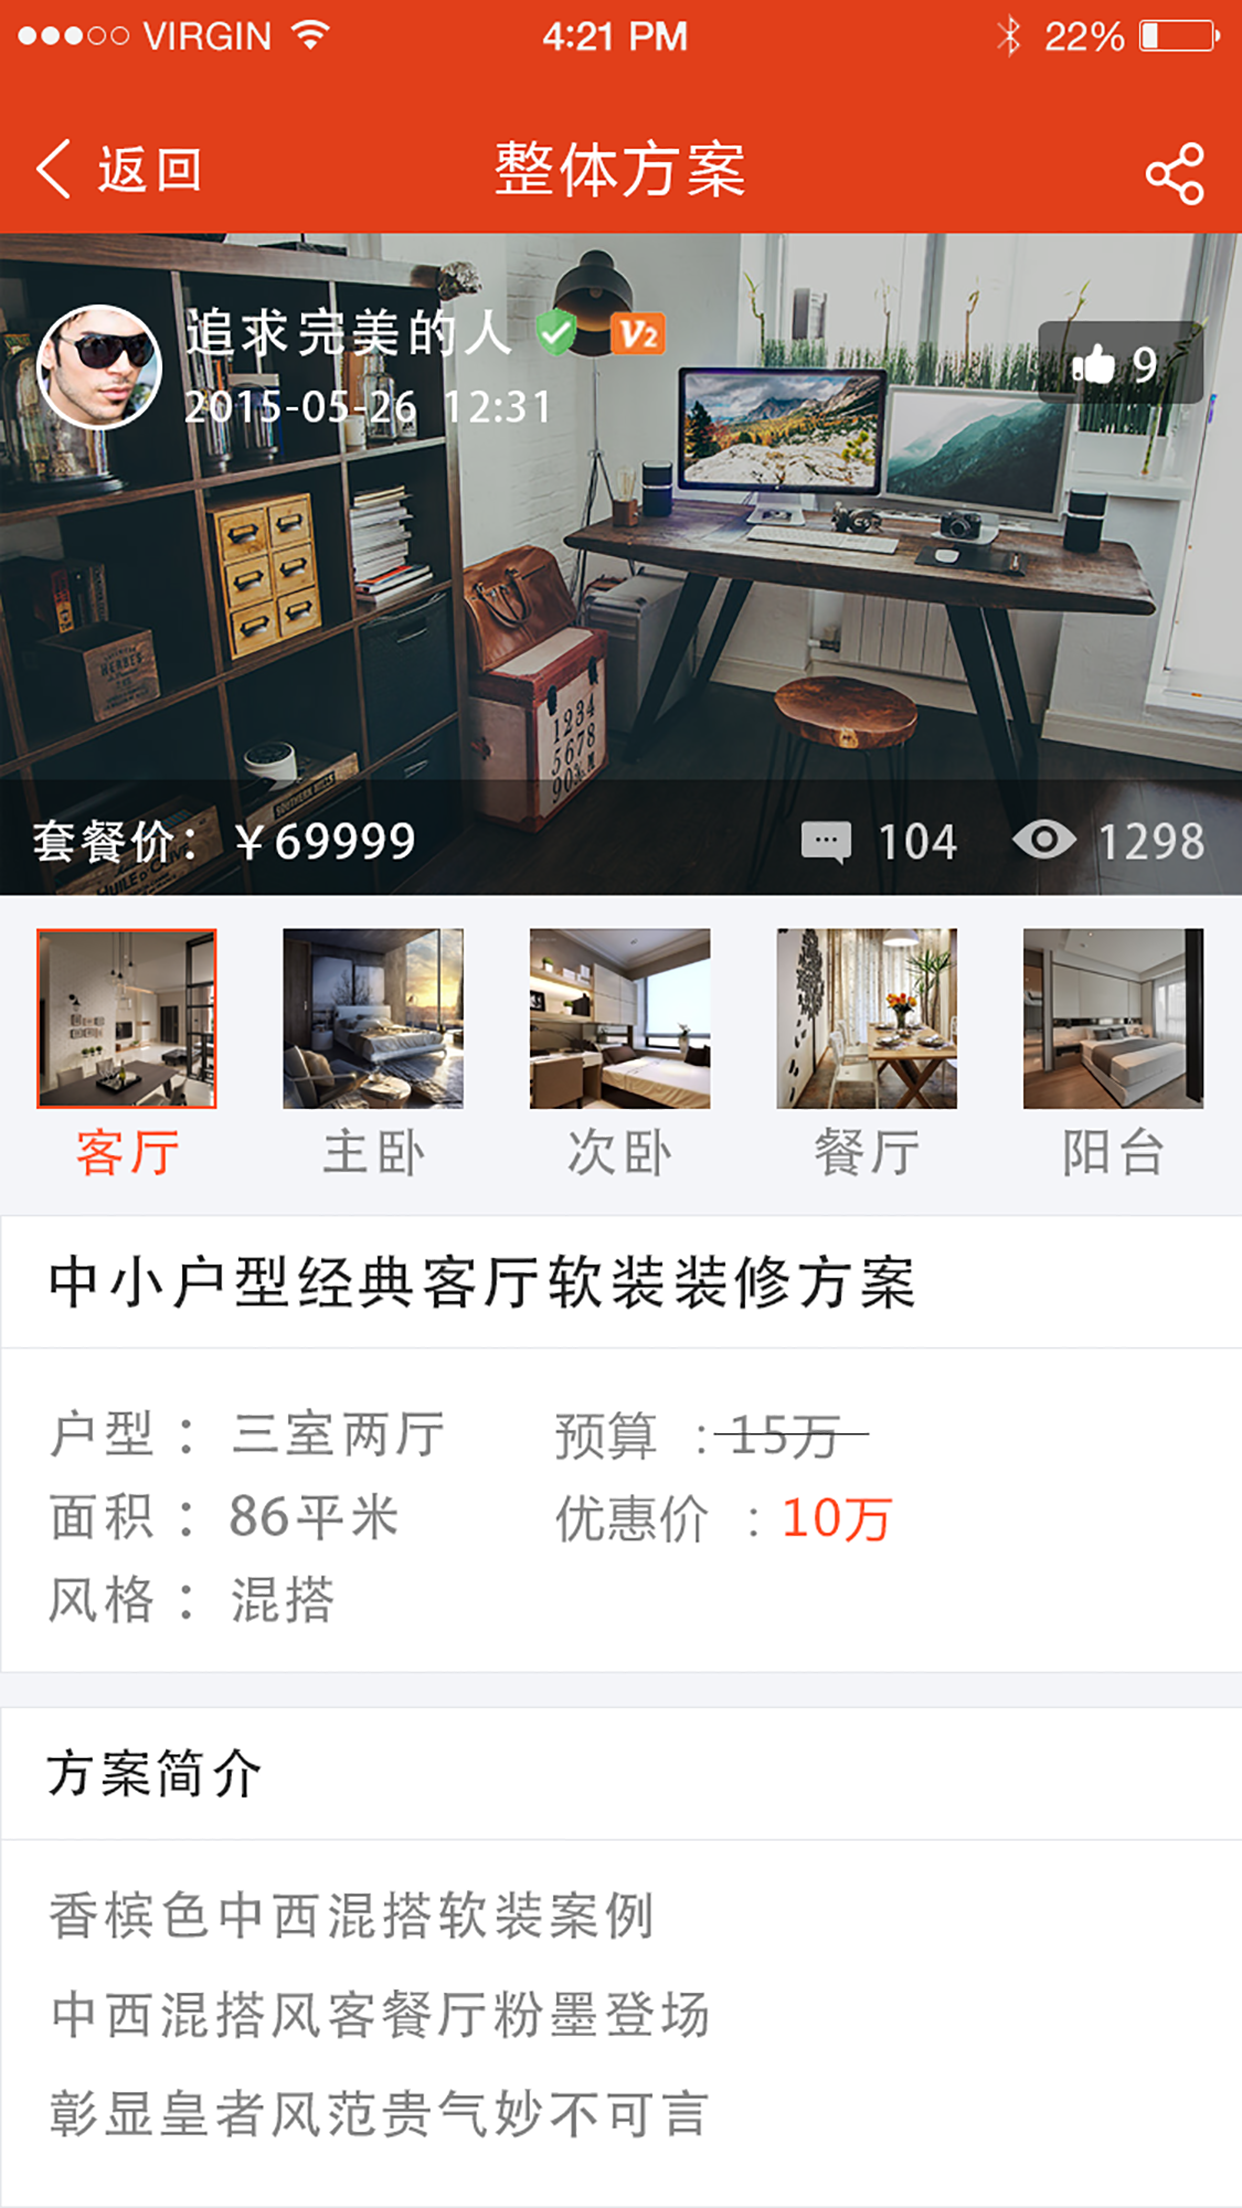 VIRGIN 4:21 PM 22%
返回 整体方案
追求完美的人 V2
2015-05-26 12:31
9
HERBES
1234
5678
90
SOUTHERN MILLS
HUILE D'OLIVE
套餐价：￥69999 104 1298
客厅 主卧 次卧 餐厅 阳台
中小户型经典客厅软装装修方案
户型 ： 三室两厅 预算 ：15万
面积 ： 86平米 优惠价 ：10万
风格 ： 混搭
方案简介
香槟色中西混搭软装案例
中西混搭风客餐厅粉墨登场
彰显皇者风范贵气妙不可言